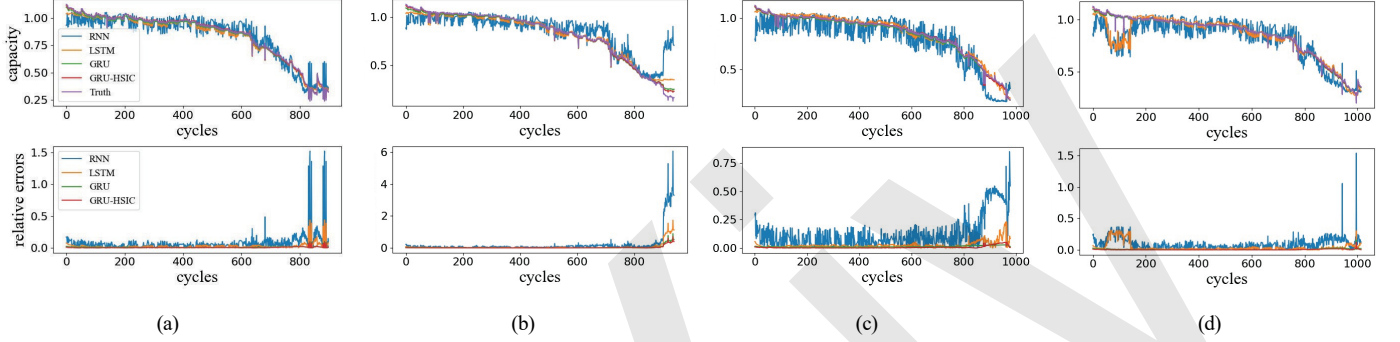 capacity
1.00
0.75
0.50
0.25
RNN
LSTM
GRU
GRU-HSIC
Truth
0 200 400 600 800
cycles
1.0
0.5
0 200 400 600 800
cycles
1.0
0.5
0 200 400 600 800 1000
cycles
1.0
0.5
0 200 400 600 800 1000
cycles
relative errors
1.5
1.0
0.5
0.0
RNN
LSTM
GRU
GRU-HSIC
0 200 400 600 800
cycles
6
4
2
0
0 200 400 600 800
cycles
0.75
0.50
0.25
0.00
0 200 400 600 800 1000
cycles
1.5
1.0
0.5
0.0
0 200 400 600 800 1000
cycles
(a) (b) (c) (d)